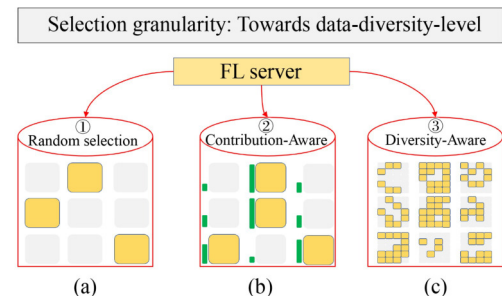 Selection granularity: Towards data-diversity-level
FL server
① ② ③
Random selection Contribution-Aware Diversity-Aware
(a) (b) (c)